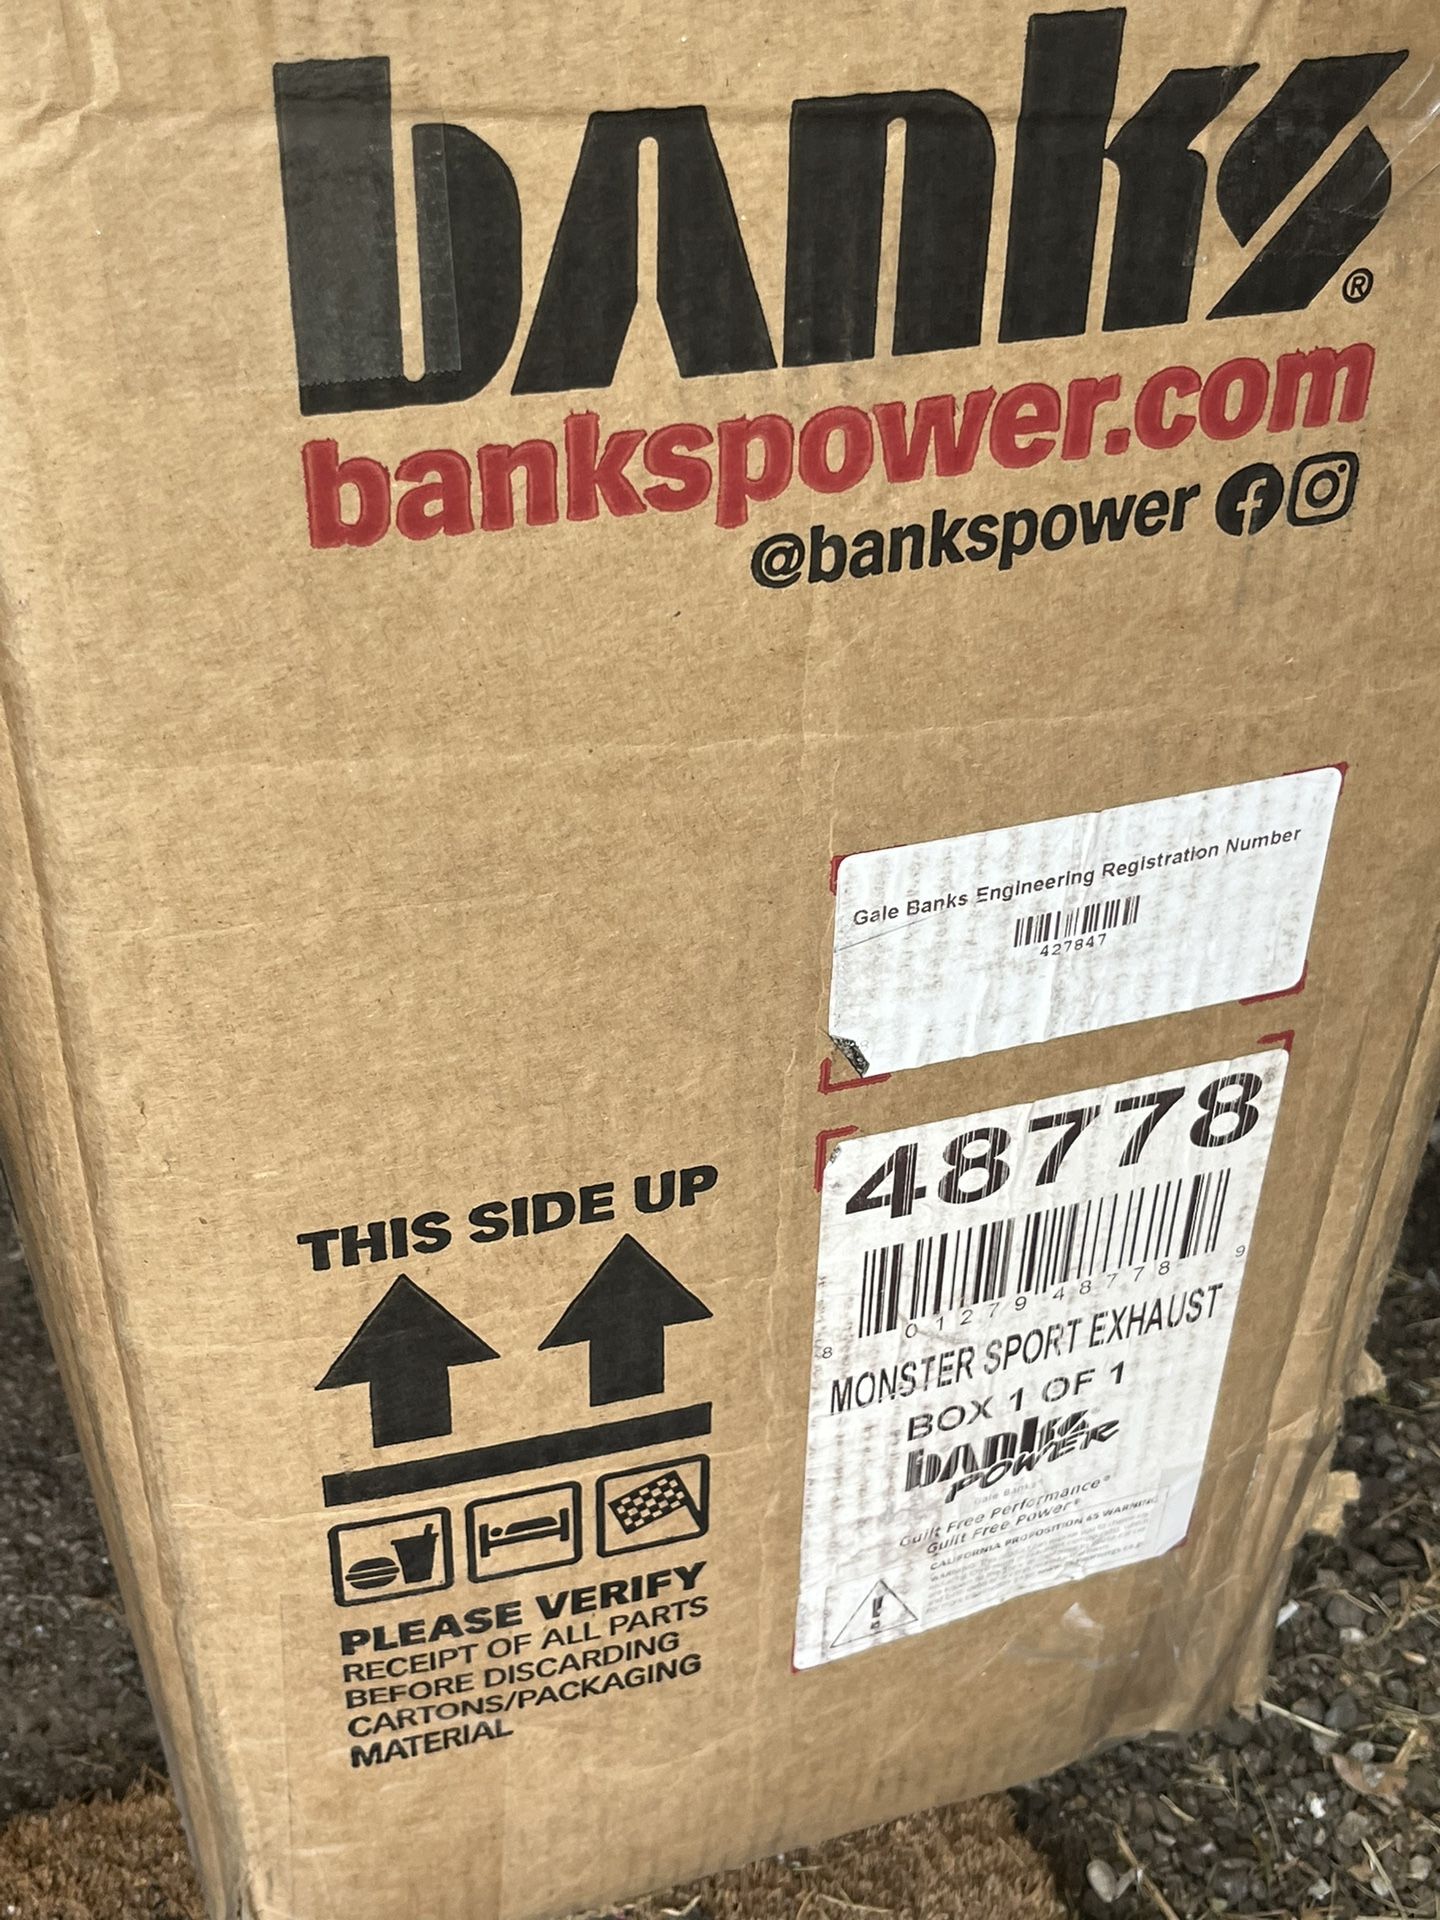 banks®
bankspower.com
@bankspower
Gale Banks Engineering Registration Number
427847
48778
8 01279 48778 9
MONSTER SPORT EXHAUST
BOX 1 OF 1
banks
POWER
Gale Banks
Guilt Free Performance®
Guilt Free Power®
CALIFORNIA PROPOSITION 65 WARNING
THIS SIDE UP
PLEASE VERIFY
RECEIPT OF ALL PARTS
BEFORE DISCARDING
CARTONS/PACKAGING
MATERIAL